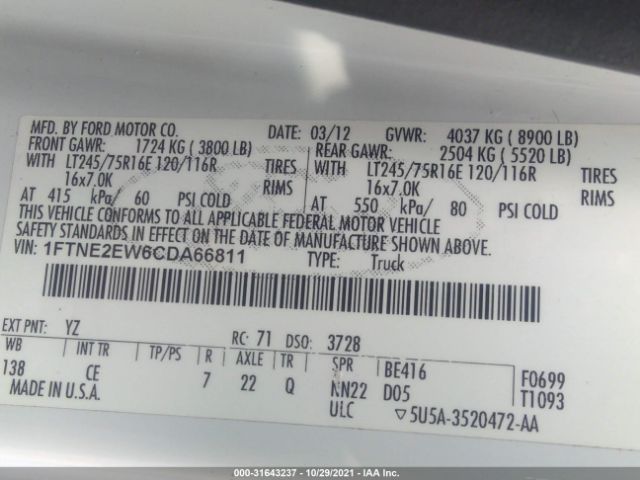 MFD. BY FORD MOTOR CO. DATE: 03/12 GVWR: 4037 KG ( 8900 LB)
FRONT GAWR: 1724 KG ( 3800 LB) REAR GAWR: 2504 KG ( 5520 LB)
WITH LT245/75R16E 120/116R TIRES WITH LT245/75R16E 120/116R TIRES
16x7.0K RIMS 16x7.0K RIMS
AT 415 kPa/ 60 PSI COLD AT 550 kPa/ 80 PSI COLD
THIS VEHICLE CONFORMS TO ALL APPLICABLE FEDERAL MOTOR VEHICLE
SAFETY STANDARDS IN EFFECT ON THE DATE OF MANUFACTURE SHOWN ABOVE.
VIN: 1FTNE2EW6CDA66811 TYPE: Truck
EXT PNT: YZ RC: 71 DSO: 3728
WB INT TR TP/PS R AXLE TR SPR BE416 F0699
138 CE 7 22 Q NN22 D05 T1093
MADE IN U.S.A. ULC ▽5U5A-3520472-AA
000-31643237 - 10/29/2021 - IAA Inc.